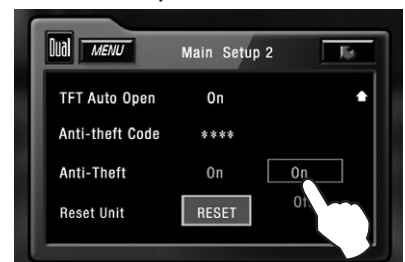 Dual MENU Main Setup 2
TFT Auto Open On
Anti-theft Code ****
Anti-Theft On On
Reset Unit RESET